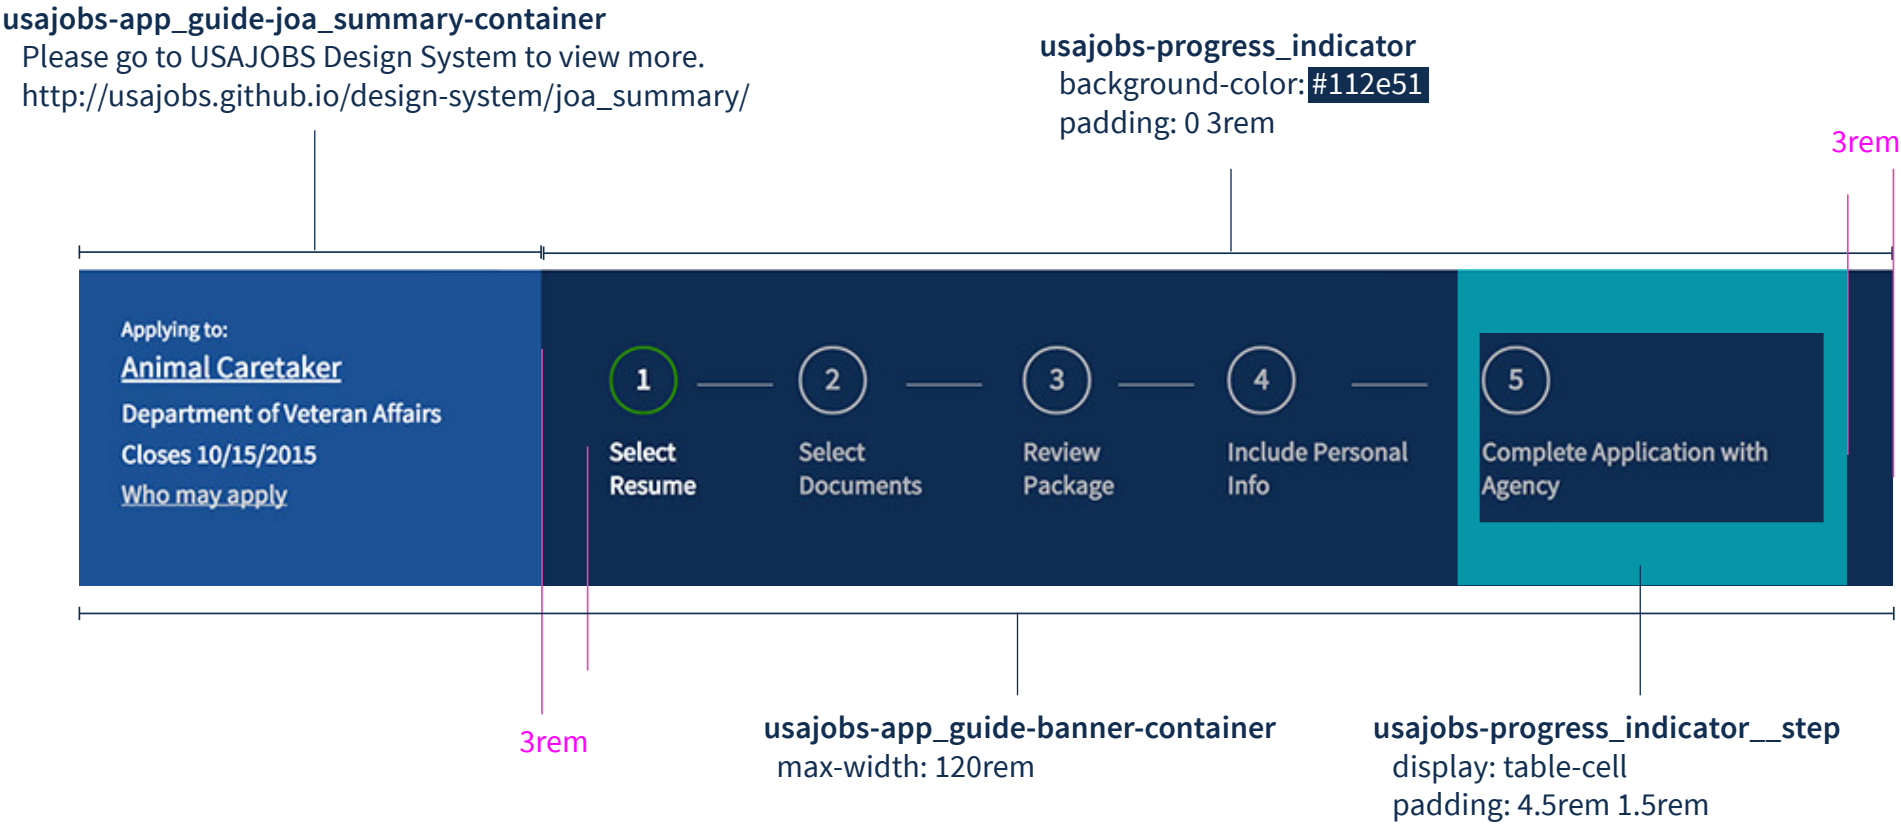 usajobs-app_guide-joa_summary-container
Please go to USAJOBS Design System to view more.
http://usajobs.github.io/design-system/joa_summary/
usajobs-progress_indicator
background-color: #112e51
padding: 0 3rem
3rem
Applying to:
Animal Caretaker
Department of Veteran Affairs
Closes 10/15/2015
Who may apply
1
Select
Resume
2
Select
Documents
3
Review
Package
4
Include Personal
Info
5
Complete Application with
Agency
3rem
usajobs-app_guide-banner-container
max-width: 120rem
usajobs-progress_indicator__step
display: table-cell
padding: 4.5rem 1.5rem